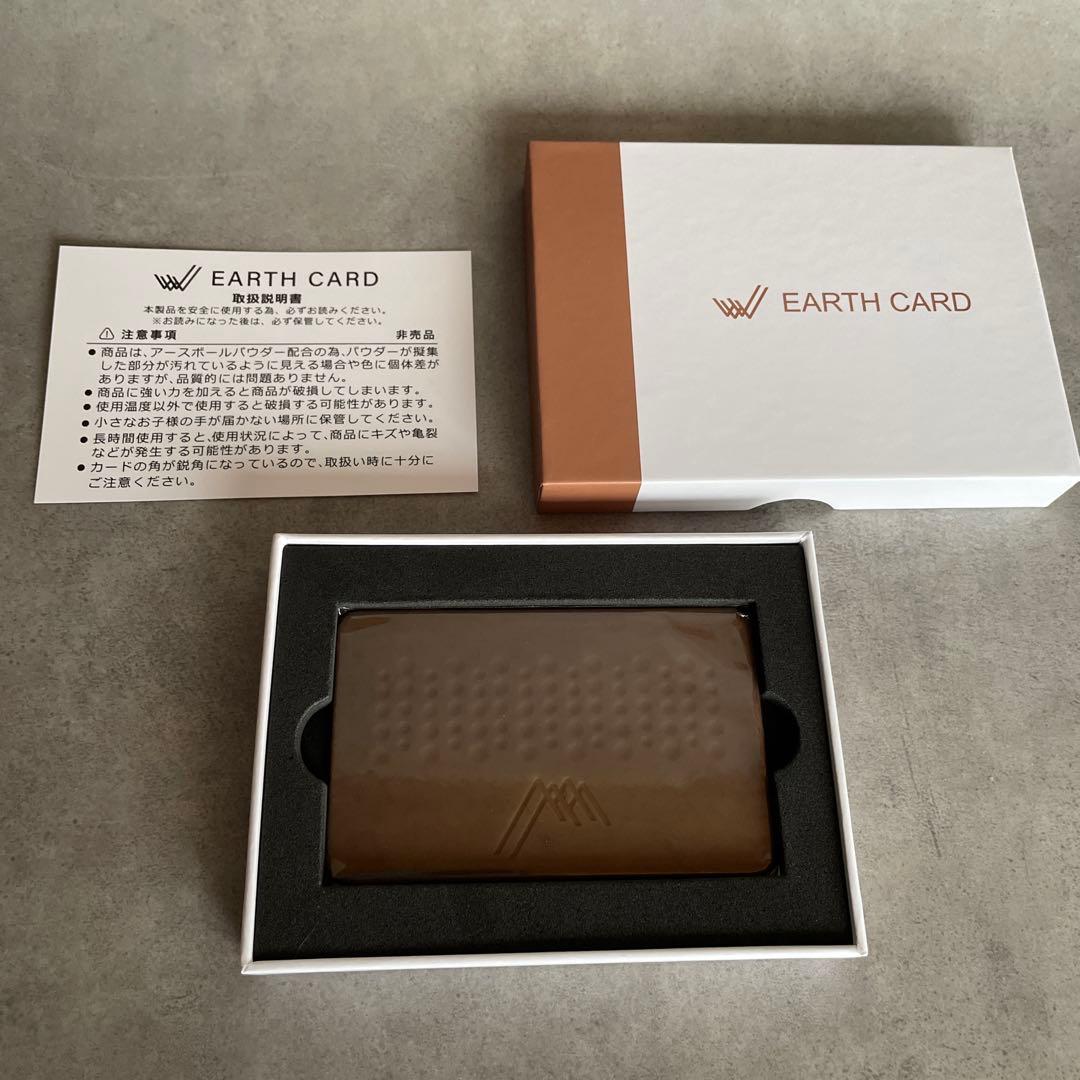 EARTH CARD
取扱説明書
本製品を安全に使用する為、必ずお読みください。
※お読みになった後は、必ず保管してください。
⚠ 注意事項 非売品
● 商品は、アースボールパウダー配合の為、パウダーが擬集
した部分が汚れているように見える場合や色に個体差が
ありますが、品質的には問題ありません。
● 商品に強い力を加えると商品が破損してしまいます。
● 使用温度以外で使用すると破損する可能性があります。
● 小さなお子様の手が届かない場所に保管してください。
● 長時間使用すると、使用状況によって、商品にキズや亀裂
などが発生する可能性があります。
● カードの角が鋭角になっているので、取扱い時に十分に
ご注意ください。
EARTH CARD